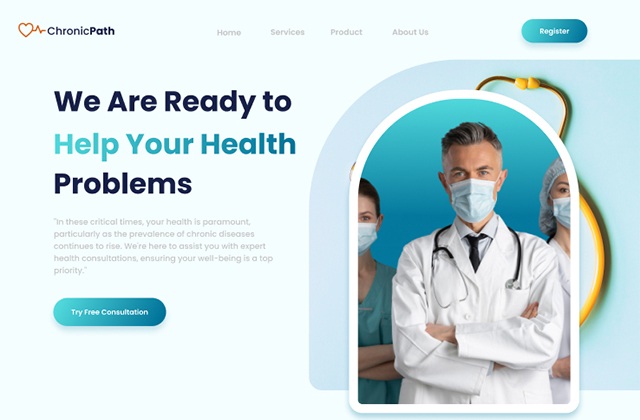 ChronicPath
Home
Services
Product
About Us
Register
We Are Ready to
Help Your Health
Problems
"In these critical times, your health is paramount,
particularly as the prevalence of chronic diseases
continues to rise. We're here to assist you with expert
health consultations, ensuring your well-being is a top
priority."
Try Free Consultation